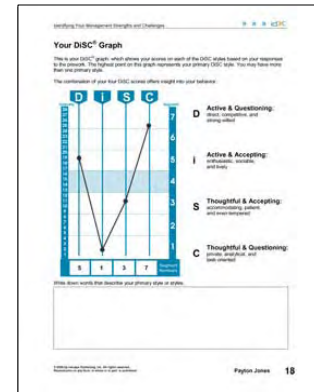 Identifying Your Management Strengths and Challenges
Your DiSC® Graph
This is your DiSC® graph, which shows your scores on each of the DiSC styles based on your responses
to the prework. The highest point on this graph represents your primary DiSC style. You may have more
than one primary style.
The combination of your four DiSC scores offers insight into your behavior.
D i S C
7
6
5
4
3
2
1
5 1 3 7 Segment Numbers
D Active & Questioning:
direct, competitive, and
strong-willed
i Active & Accepting:
enthusiastic, sociable,
and lively
S Thoughtful & Accepting:
accommodating, patient,
and even-tempered
C Thoughtful & Questioning:
private, analytical, and
task-oriented
Write down words that describe your primary style or styles.
Payton Jones 18